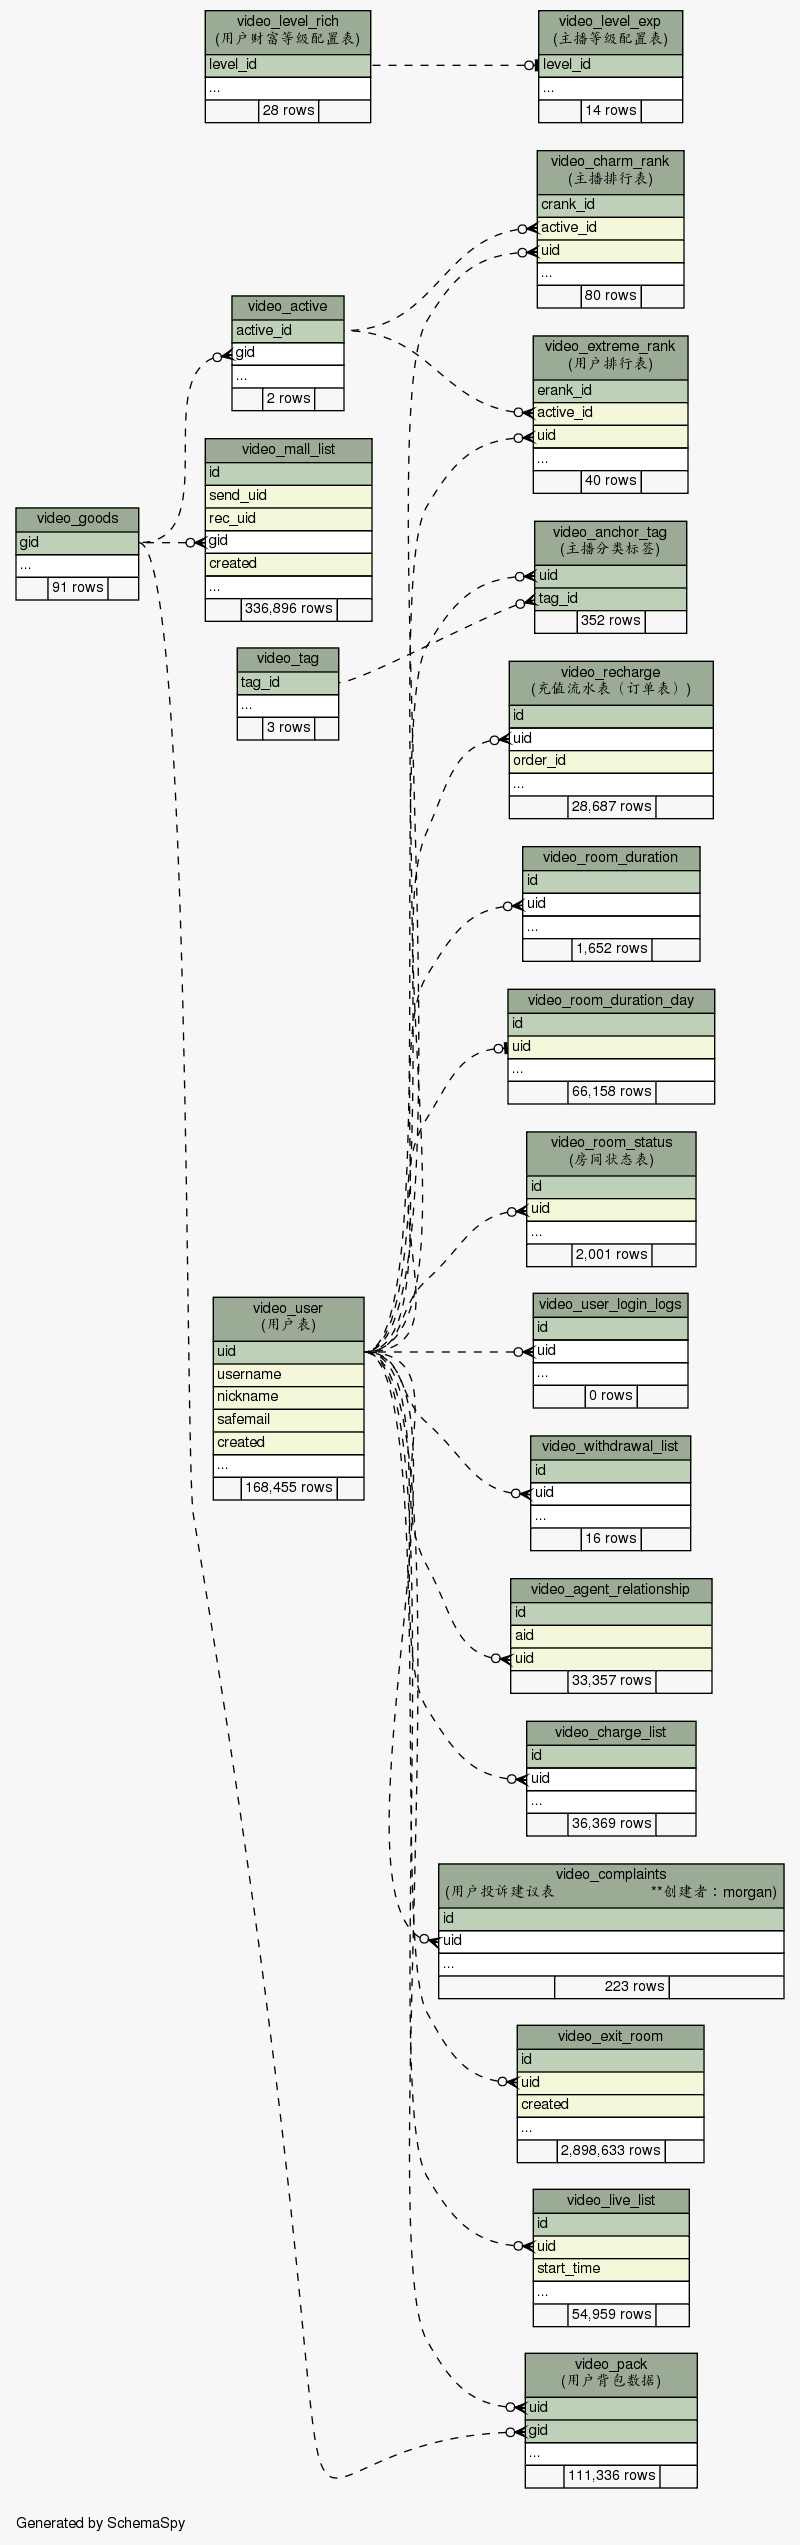 video_level_rich
(用户财富等级配置表)
level_id
...
28 rows
video_level_exp
(主播等级配置表)
level_id
...
14 rows
video_charm_rank
(主播排行表)
crank_id
active_id
uid
...
80 rows
video_active
active_id
gid
...
2 rows
video_extreme_rank
(用户排行表)
erank_id
active_id
uid
...
40 rows
video_mall_list
id
send_uid
rec_uid
gid
created
...
336,896 rows
video_goods
gid
...
91 rows
video_anchor_tag
(主播分类标签)
uid
tag_id
352 rows
video_tag
tag_id
...
3 rows
video_recharge
(充值流水表（订单表）)
id
uid
order_id
...
28,687 rows
video_room_duration
id
uid
...
1,652 rows
video_room_duration_day
id
uid
...
66,158 rows
video_room_status
(房间状态表)
id
uid
...
2,001 rows
video_user
(用户表)
uid
username
nickname
safemail
created
...
168,455 rows
video_user_login_logs
id
uid
...
0 rows
video_withdrawal_list
id
uid
...
16 rows
video_agent_relationship
id
aid
uid
33,357 rows
video_charge_list
id
uid
...
36,369 rows
video_complaints
(用户投诉建议表 **创建者：morgan)
id
uid
...
223 rows
video_exit_room
id
uid
created
...
2,898,633 rows
video_live_list
id
uid
start_time
...
54,959 rows
video_pack
(用户背包数据)
uid
gid
...
111,336 rows
Generated by SchemaSpy